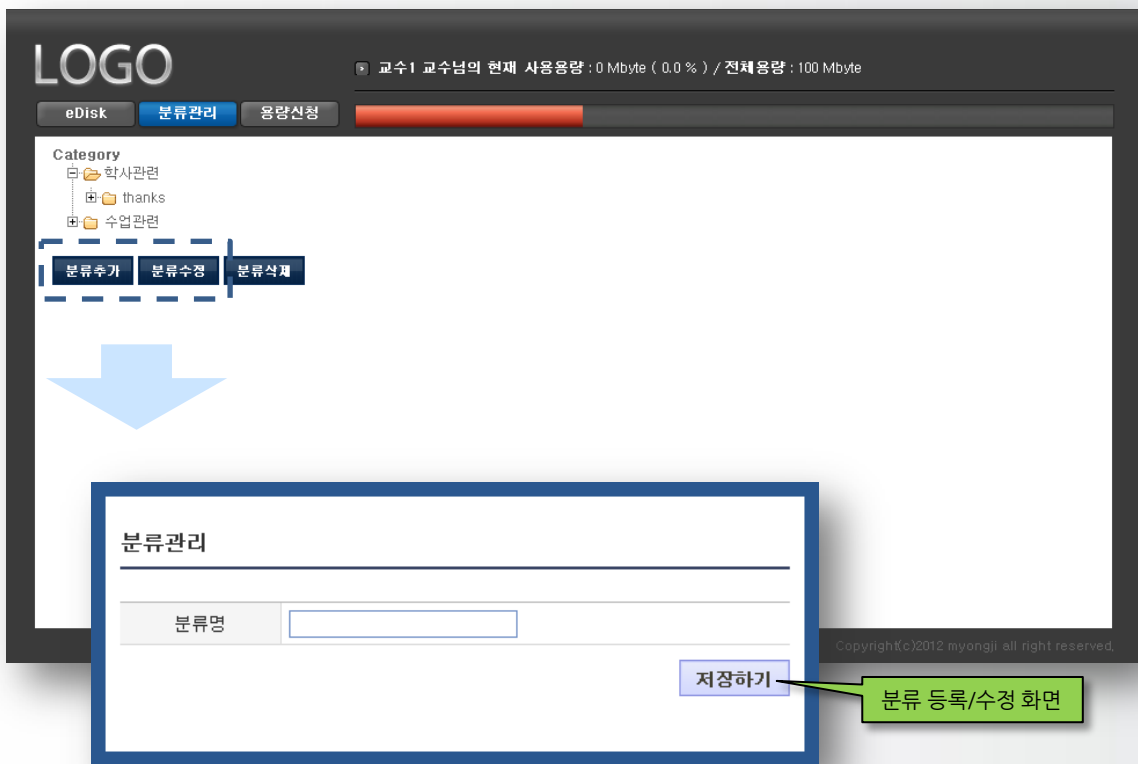 LOGO
교수1 교수님의 현재 사용용량 : 0 Mbyte ( 0.0 % ) / 전체용량 : 100 Mbyte
eDisk 분류관리 용량신청
Category
학사관련
thanks
수업관련
분류추가 분류수정 분류삭제
분류관리
분류명
Copyright(c)2012 myongji all right reserved.
저장하기
분류 등록/수정 화면